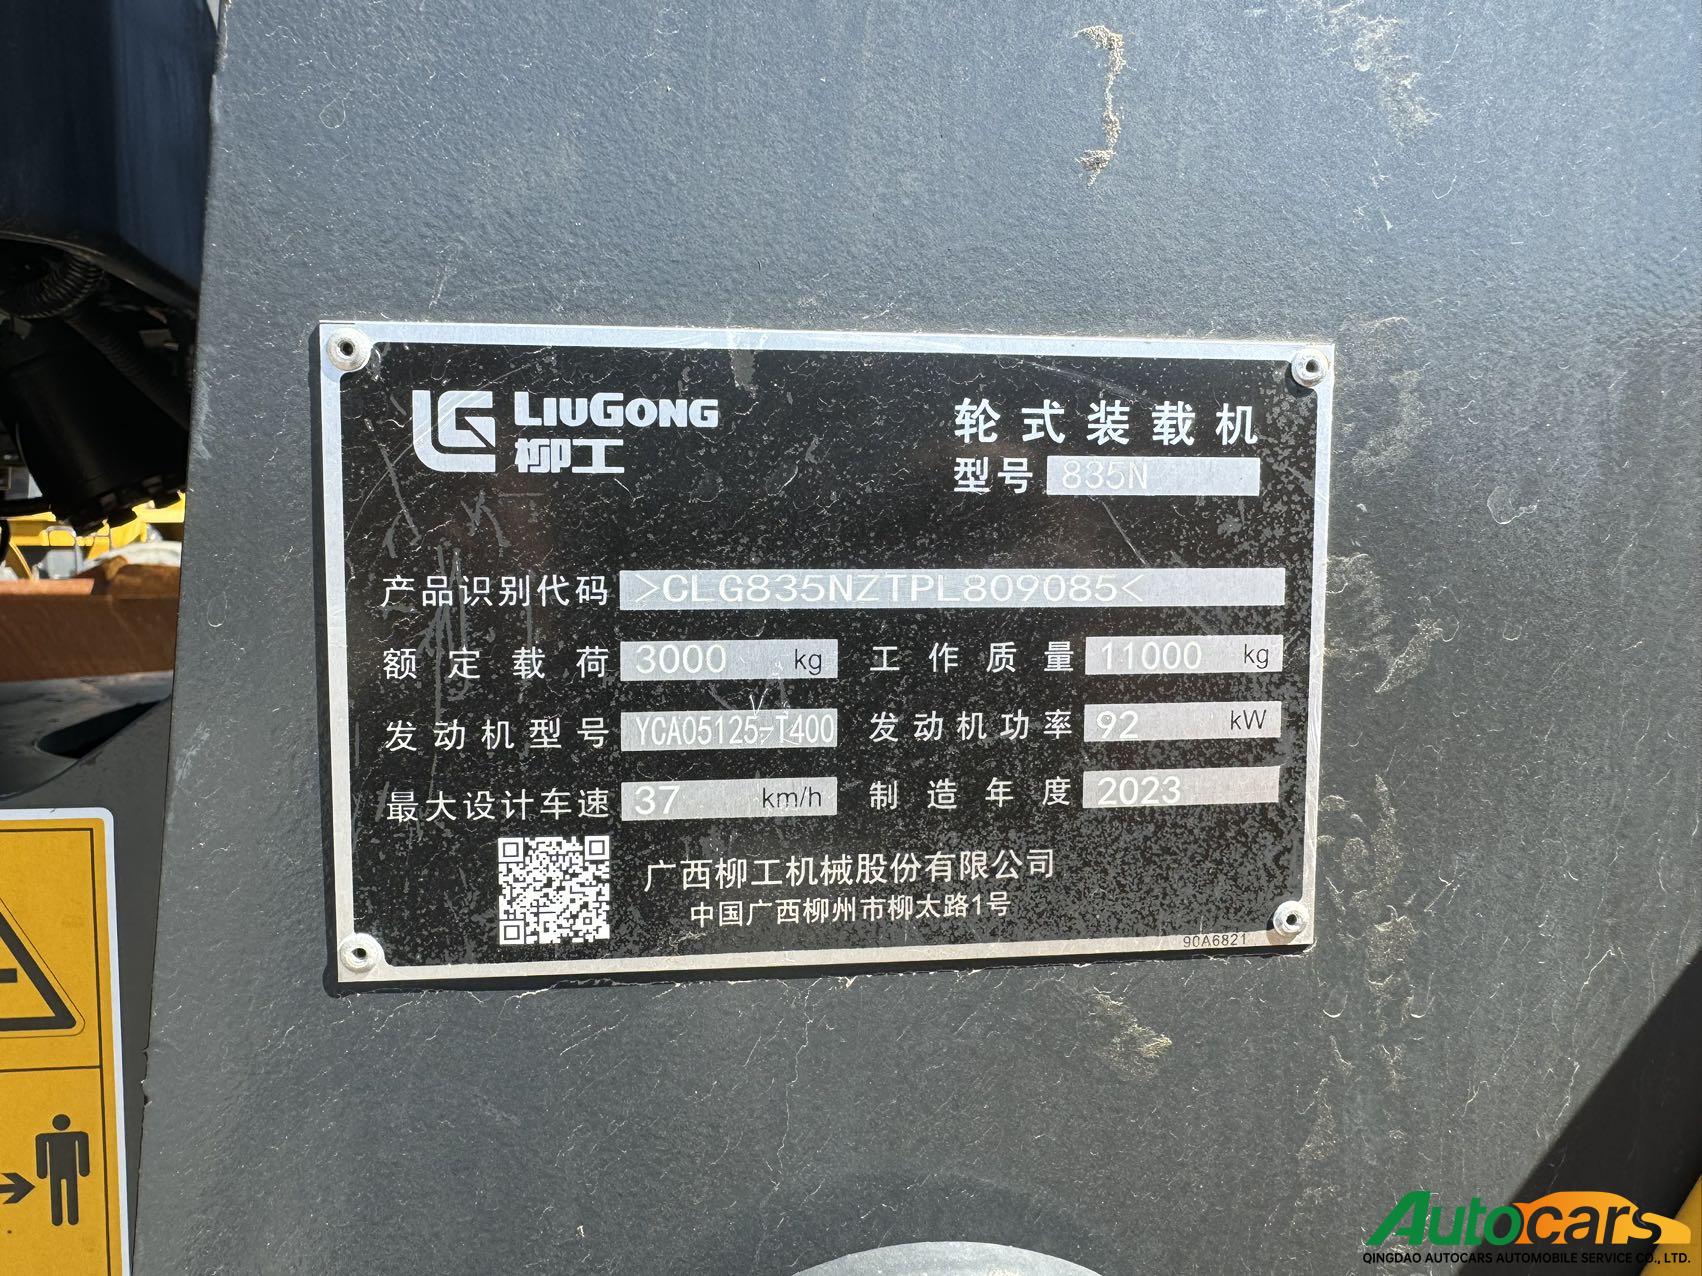 LIUGONG
柳工
轮式装载机
型号 835N
产品识别代码 >CLG835NZTPL809085<
额定载荷 3000 kg 工作质量 11000 kg
发动机型号 YCA05125-T400 发动机功率 92 kW
最大设计车速 37 km/h 制造年度 2023
广西柳工机械股份有限公司
中国广西柳州市柳太路1号
90A6821
Autocars
QINGDAO AUTOCARS AUTOMOBILE SERVICE CO., LTD.